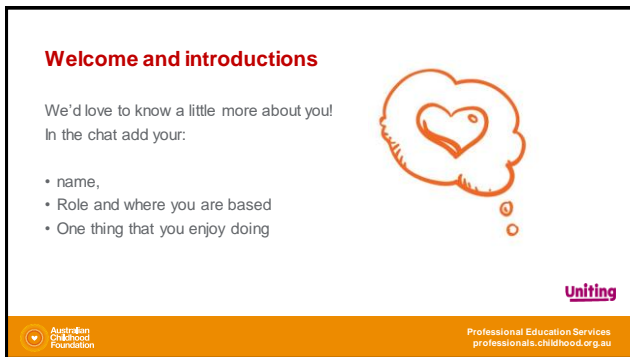 Welcome and introductions
We'd love to know a little more about you!
In the chat add your:
• name,
• Role and where you are based
• One thing that you enjoy doing
Uniting
Australian
Childhood
Foundation
Professional Education Services
professionals.childhood.org.au